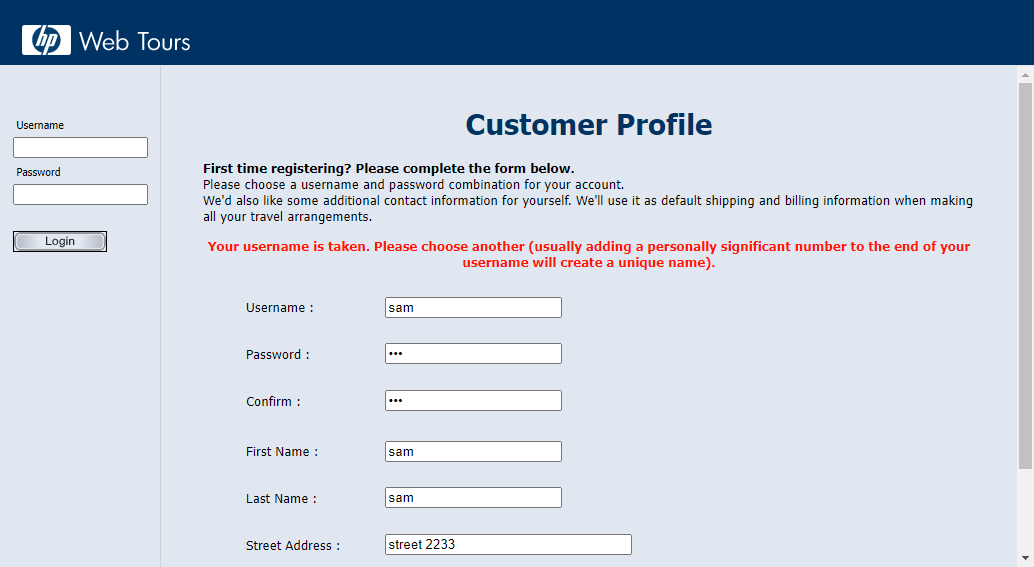 hp Web Tours
Username
Password
Login
Customer Profile
First time registering? Please complete the form below.
Please choose a username and password combination for your account.
We'd also like some additional contact information for yourself. We'll use it as default shipping and billing information when making
all your travel arrangements.
Your username is taken. Please choose another (usually adding a personally significant number to the end of your
username will create a unique name).
Username : sam
Password : •••
Confirm : •••
First Name : sam
Last Name : sam
Street Address : street 2233